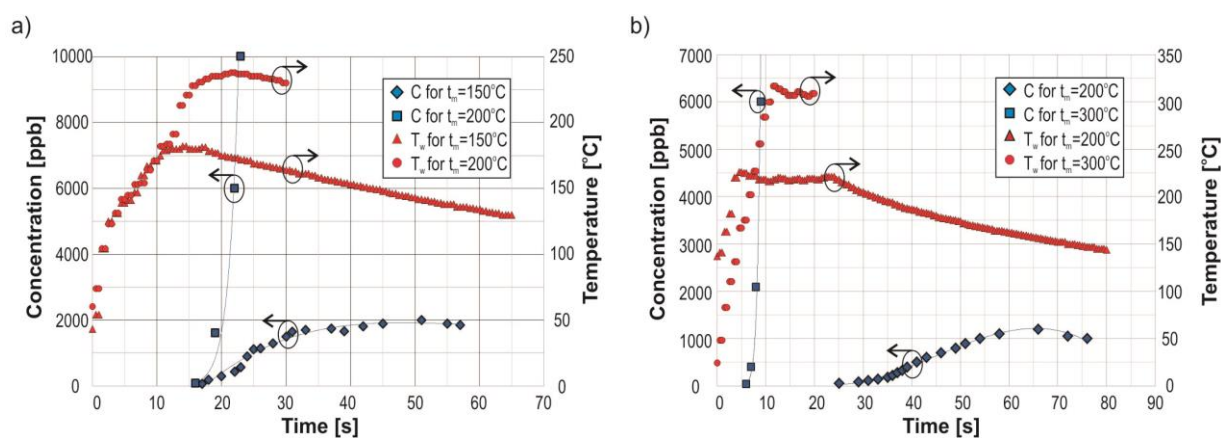 a)
Concentration [ppb]
10000
8000
6000
4000
2000
0
250
200
150
100
50
0
Temperature [°C]
C for tₘ=150°C
C for tₘ=200°C
T_w for tₘ=150°C
T_w for tₘ=200°C
0 10 20 30 40 50 60 70
Time [s]
b)
Concentration [ppb]
7000
6000
5000
4000
3000
2000
1000
0
350
300
250
200
150
100
50
0
Temperature [°C]
C for tₘ=200°C
C for tₘ=300°C
T_w for tₘ=200°C
T_w for tₘ=300°C
0 10 20 30 40 50 60 70 80 90
Time [s]